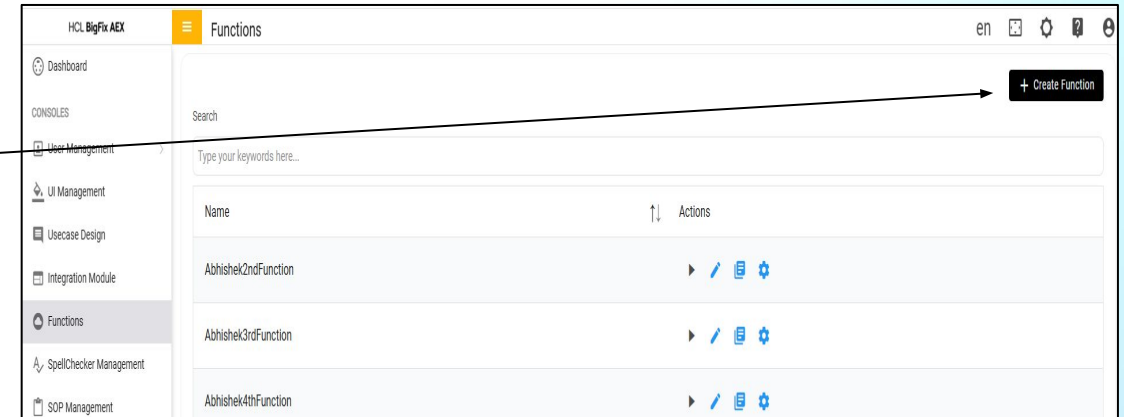 HCL BigFix AEX
Functions
en
Dashboard
+ Create Function
CONSOLES
Search
User Management
Type your keywords here...
UI Management
Name
Actions
Usecase Design
Abhishek2ndFunction
Integration Module
Functions
Abhishek3rdFunction
SpellChecker Management
Abhishek4thFunction
SOP Management